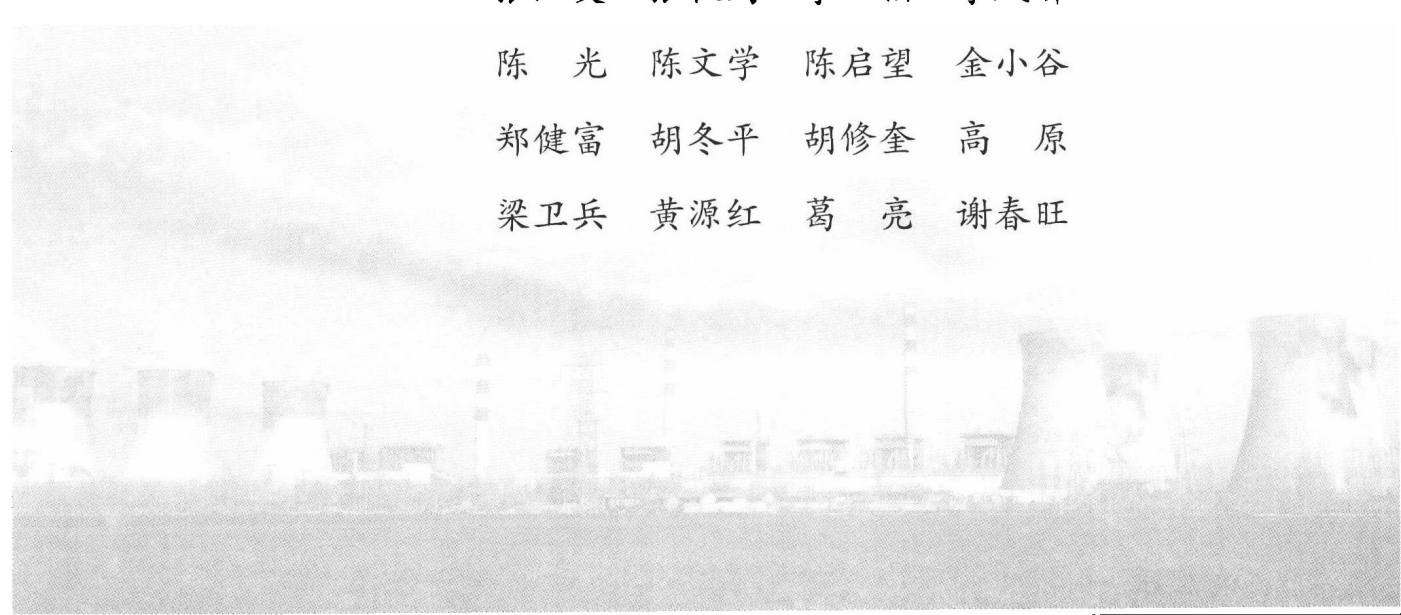 陈　光　陈文学　陈启望　金小谷
郑健富　胡冬平　胡修奎　高　原
梁卫兵　黄源红　葛　亮　谢春旺